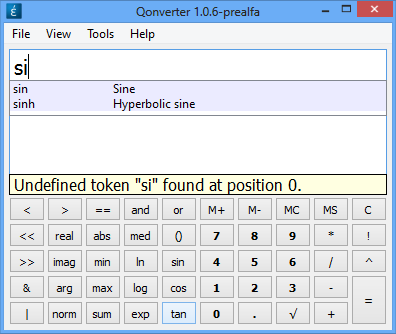 Qonverter 1.0.6-prealfa
File View Tools Help
si
sin Sine
sinh Hyperbolic sine
Undefined token "si" found at position 0.
< > == and or M+ M- MC MS C
<< real abs med () 7 8 9 * !
>> imag min ln sin 4 5 6 / ^
& arg max log cos 1 2 3 - =
| norm sum exp tan 0 . √ +